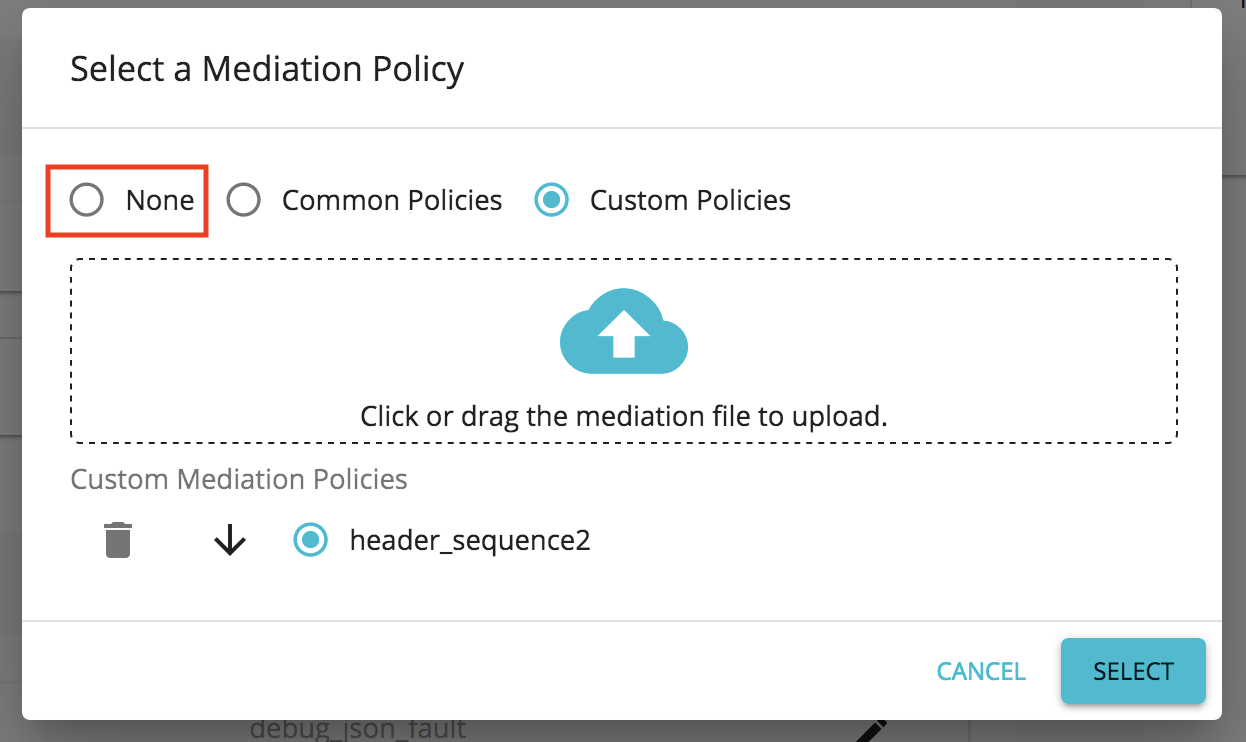 Select a Mediation Policy
None Common Policies Custom Policies
Click or drag the mediation file to upload.
Custom Mediation Policies
header_sequence2
CANCEL SELECT
debug_json_fault